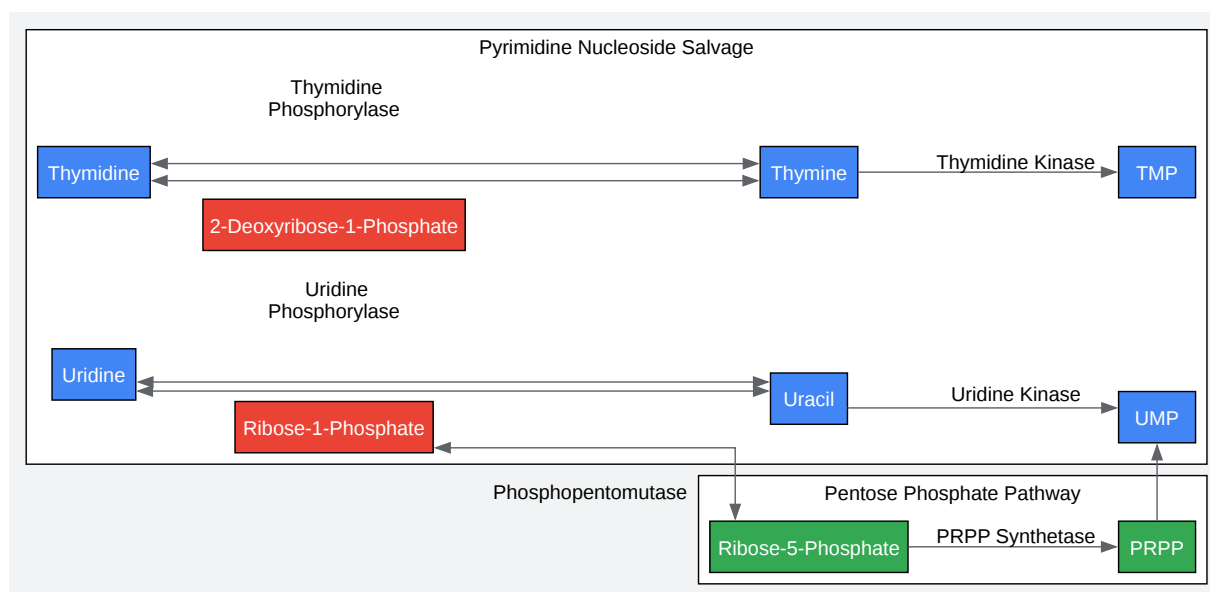 Pyrimidine Nucleoside Salvage
Thymidine
Phosphorylase
Thymidine
Thymine
Thymidine Kinase
TMP
2-Deoxyribose-1-Phosphate
Uridine
Phosphorylase
Uridine
Uracil
Uridine Kinase
UMP
Ribose-1-Phosphate
Phosphopentomutase
Pentose Phosphate Pathway
Ribose-5-Phosphate
PRPP Synthetase
PRPP